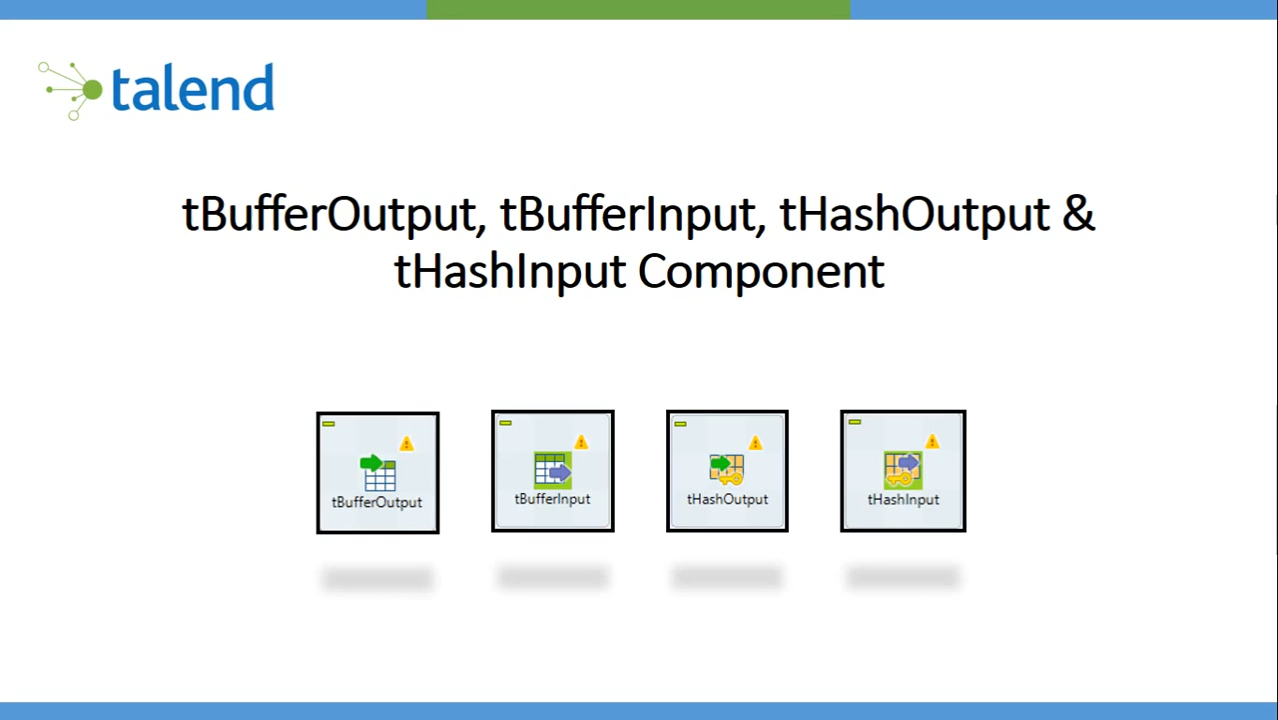 talend
tBufferOutput, tBufferInput, tHashOutput &
tHashInput Component
tBufferOutput
tBufferInput
tHashOutput
tHashInput